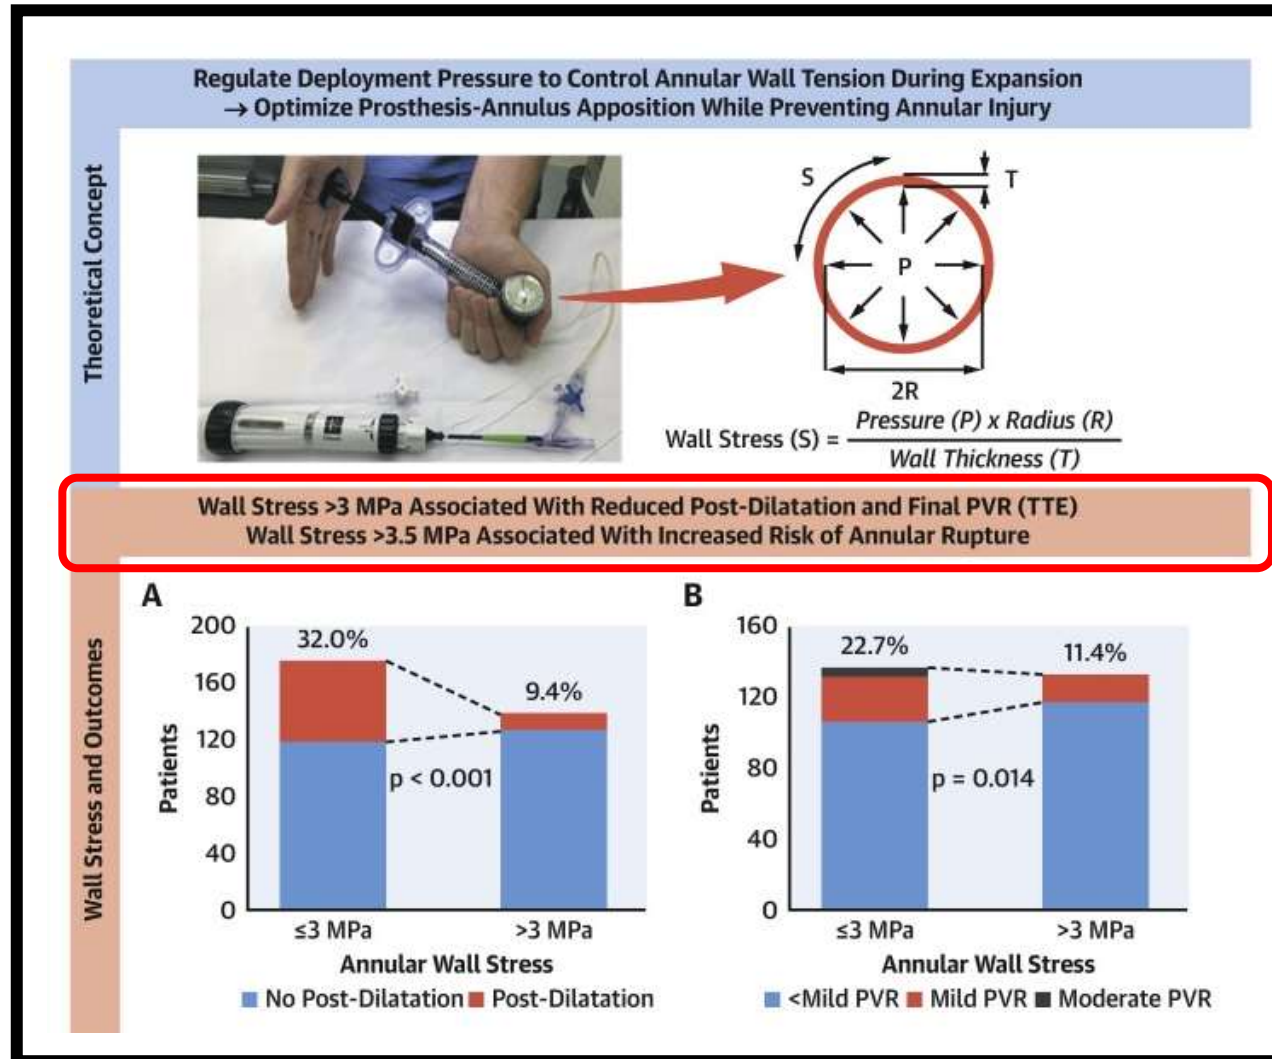 Regulate Deployment Pressure to Control Annular Wall Tension During Expansion
→ Optimize Prosthesis-Annulus Apposition While Preventing Annular Injury
Theoretical Concept
S
T
P
2R
Wall Stress (S) = Pressure (P) x Radius (R)
Wall Thickness (T)
Wall Stress >3 MPa Associated With Reduced Post-Dilatation and Final PVR (TTE)
Wall Stress >3.5 MPa Associated With Increased Risk of Annular Rupture
Wall Stress and Outcomes
A
200
160
120
80
40
0
Patients
32.0%
9.4%
p < 0.001
≤3 MPa
>3 MPa
Annular Wall Stress
No Post-Dilatation
Post-Dilatation
B
160
120
80
40
0
Patients
22.7%
11.4%
p = 0.014
≤3 MPa
>3 MPa
Annular Wall Stress
<Mild PVR
Mild PVR
Moderate PVR